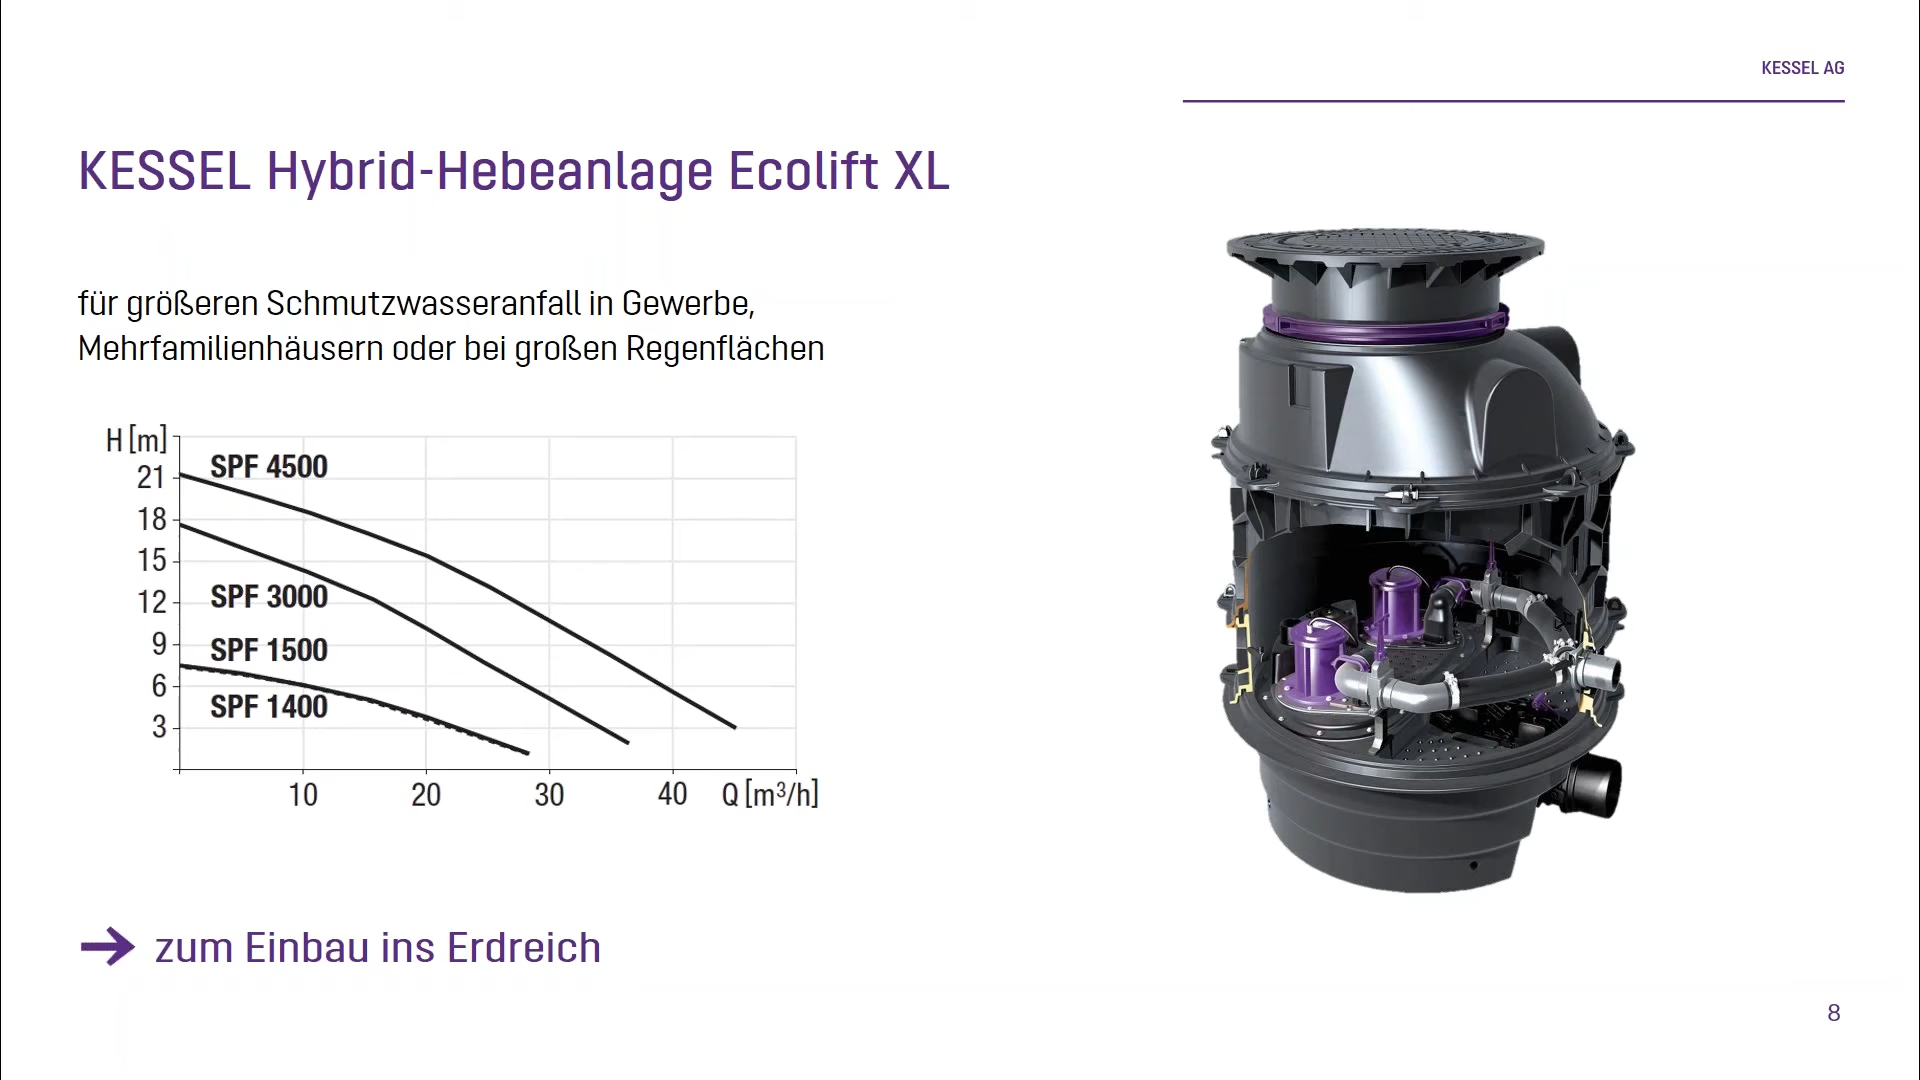 KESSEL AG
KESSEL Hybrid-Hebeanlage Ecolift XL
für größeren Schmutzwasseranfall in Gewerbe,
Mehrfamilienhäusern oder bei großen Regenflächen
H [m]
21
18
15
12
9
6
3
SPF 4500
SPF 3000
SPF 1500
SPF 1400
10 20 30 40 Q [m³/h]
zum Einbau ins Erdreich
8